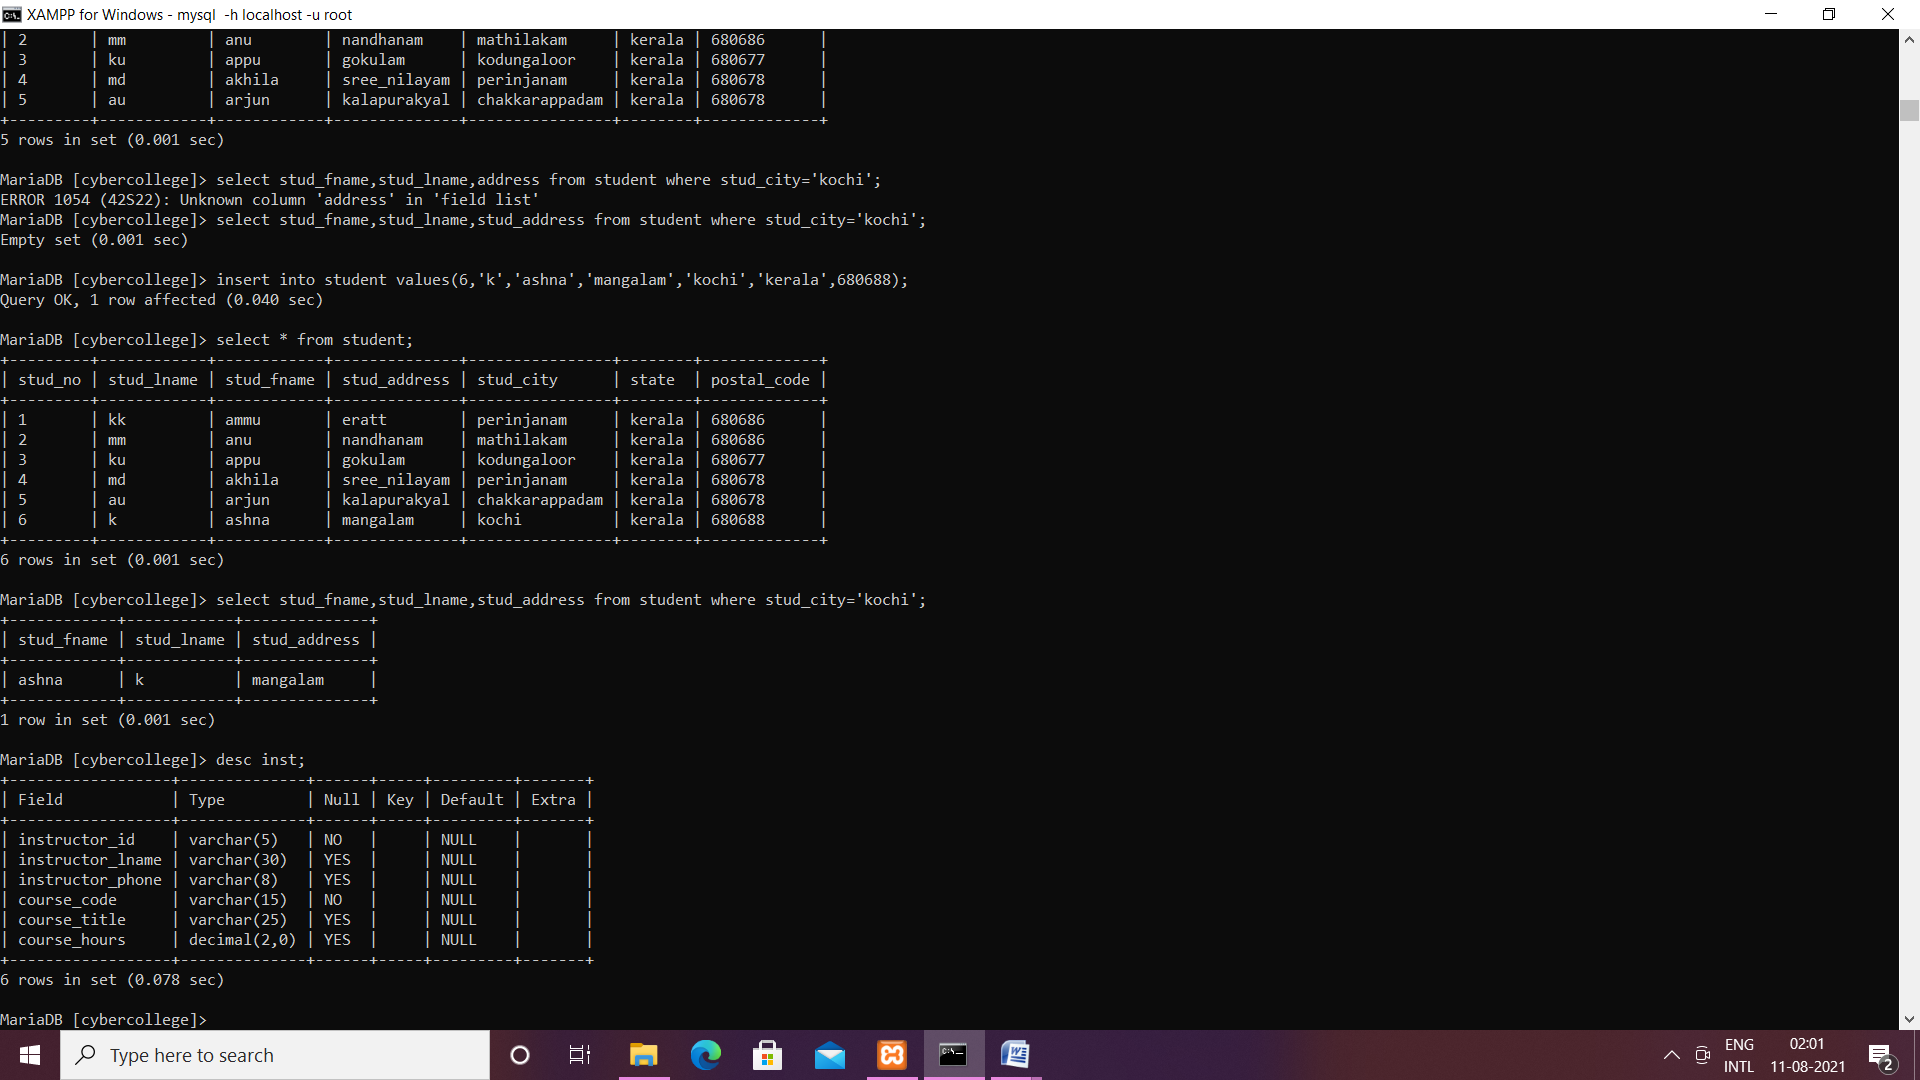 XAMPP for Windows - mysql  -h localhost -u root
| 2       | mm         | anu        | nandhanam    | mathilakam     | kerala | 680686      |
| 3       | ku         | appu       | gokulam      | kodungaloor    | kerala | 680677      |
| 4       | md         | akhila     | sree_nilayam | perinjanam     | kerala | 680678      |
| 5       | au         | arjun      | kalapurakyal | chakkarappadam | kerala | 680678      |
+---------+------------+------------+--------------+----------------+--------+-------------+
5 rows in set (0.001 sec)

MariaDB [cybercollege]> select stud_fname,stud_lname,address from student where stud_city='kochi';
ERROR 1054 (42S22): Unknown column 'address' in 'field list'
MariaDB [cybercollege]> select stud_fname,stud_lname,stud_address from student where stud_city='kochi';
Empty set (0.001 sec)

MariaDB [cybercollege]> insert into student values(6,'k','ashna','mangalam','kochi','kerala',680688);
Query OK, 1 row affected (0.040 sec)

MariaDB [cybercollege]> select * from student;
+---------+------------+------------+--------------+----------------+--------+-------------+
| stud_no | stud_lname | stud_fname | stud_address | stud_city      | state  | postal_code |
+---------+------------+------------+--------------+----------------+--------+-------------+
| 1       | kk         | ammu       | eratt        | perinjanam     | kerala | 680686      |
| 2       | mm         | anu        | nandhanam    | mathilakam     | kerala | 680686      |
| 3       | ku         | appu       | gokulam      | kodungaloor    | kerala | 680677      |
| 4       | md         | akhila     | sree_nilayam | perinjanam     | kerala | 680678      |
| 5       | au         | arjun      | kalapurakyal | chakkarappadam | kerala | 680678      |
| 6       | k          | ashna      | mangalam     | kochi          | kerala | 680688      |
+---------+------------+------------+--------------+----------------+--------+-------------+
6 rows in set (0.001 sec)

MariaDB [cybercollege]> select stud_fname,stud_lname,stud_address from student where stud_city='kochi';
+------------+------------+--------------+
| stud_fname | stud_lname | stud_address |
+------------+------------+--------------+
| ashna      | k          | mangalam     |
+------------+------------+--------------+
1 row in set (0.001 sec)

MariaDB [cybercollege]> desc inst;
+------------------+--------------+------+-----+---------+-------+
| Field            | Type         | Null | Key | Default | Extra |
+------------------+--------------+------+-----+---------+-------+
| instructor_id    | varchar(5)   | NO   |     | NULL    |       |
| instructor_lname | varchar(30)  | YES  |     | NULL    |       |
| instructor_phone | varchar(8)   | YES  |     | NULL    |       |
| course_code      | varchar(15)  | NO   |     | NULL    |       |
| course_title     | varchar(25)  | YES  |     | NULL    |       |
| course_hours     | decimal(2,0) | YES  |     | NULL    |       |
+------------------+--------------+------+-----+---------+-------+
6 rows in set (0.078 sec)

MariaDB [cybercollege]>
Type here to search
ENG
INTL
02:01
11-08-2021
2